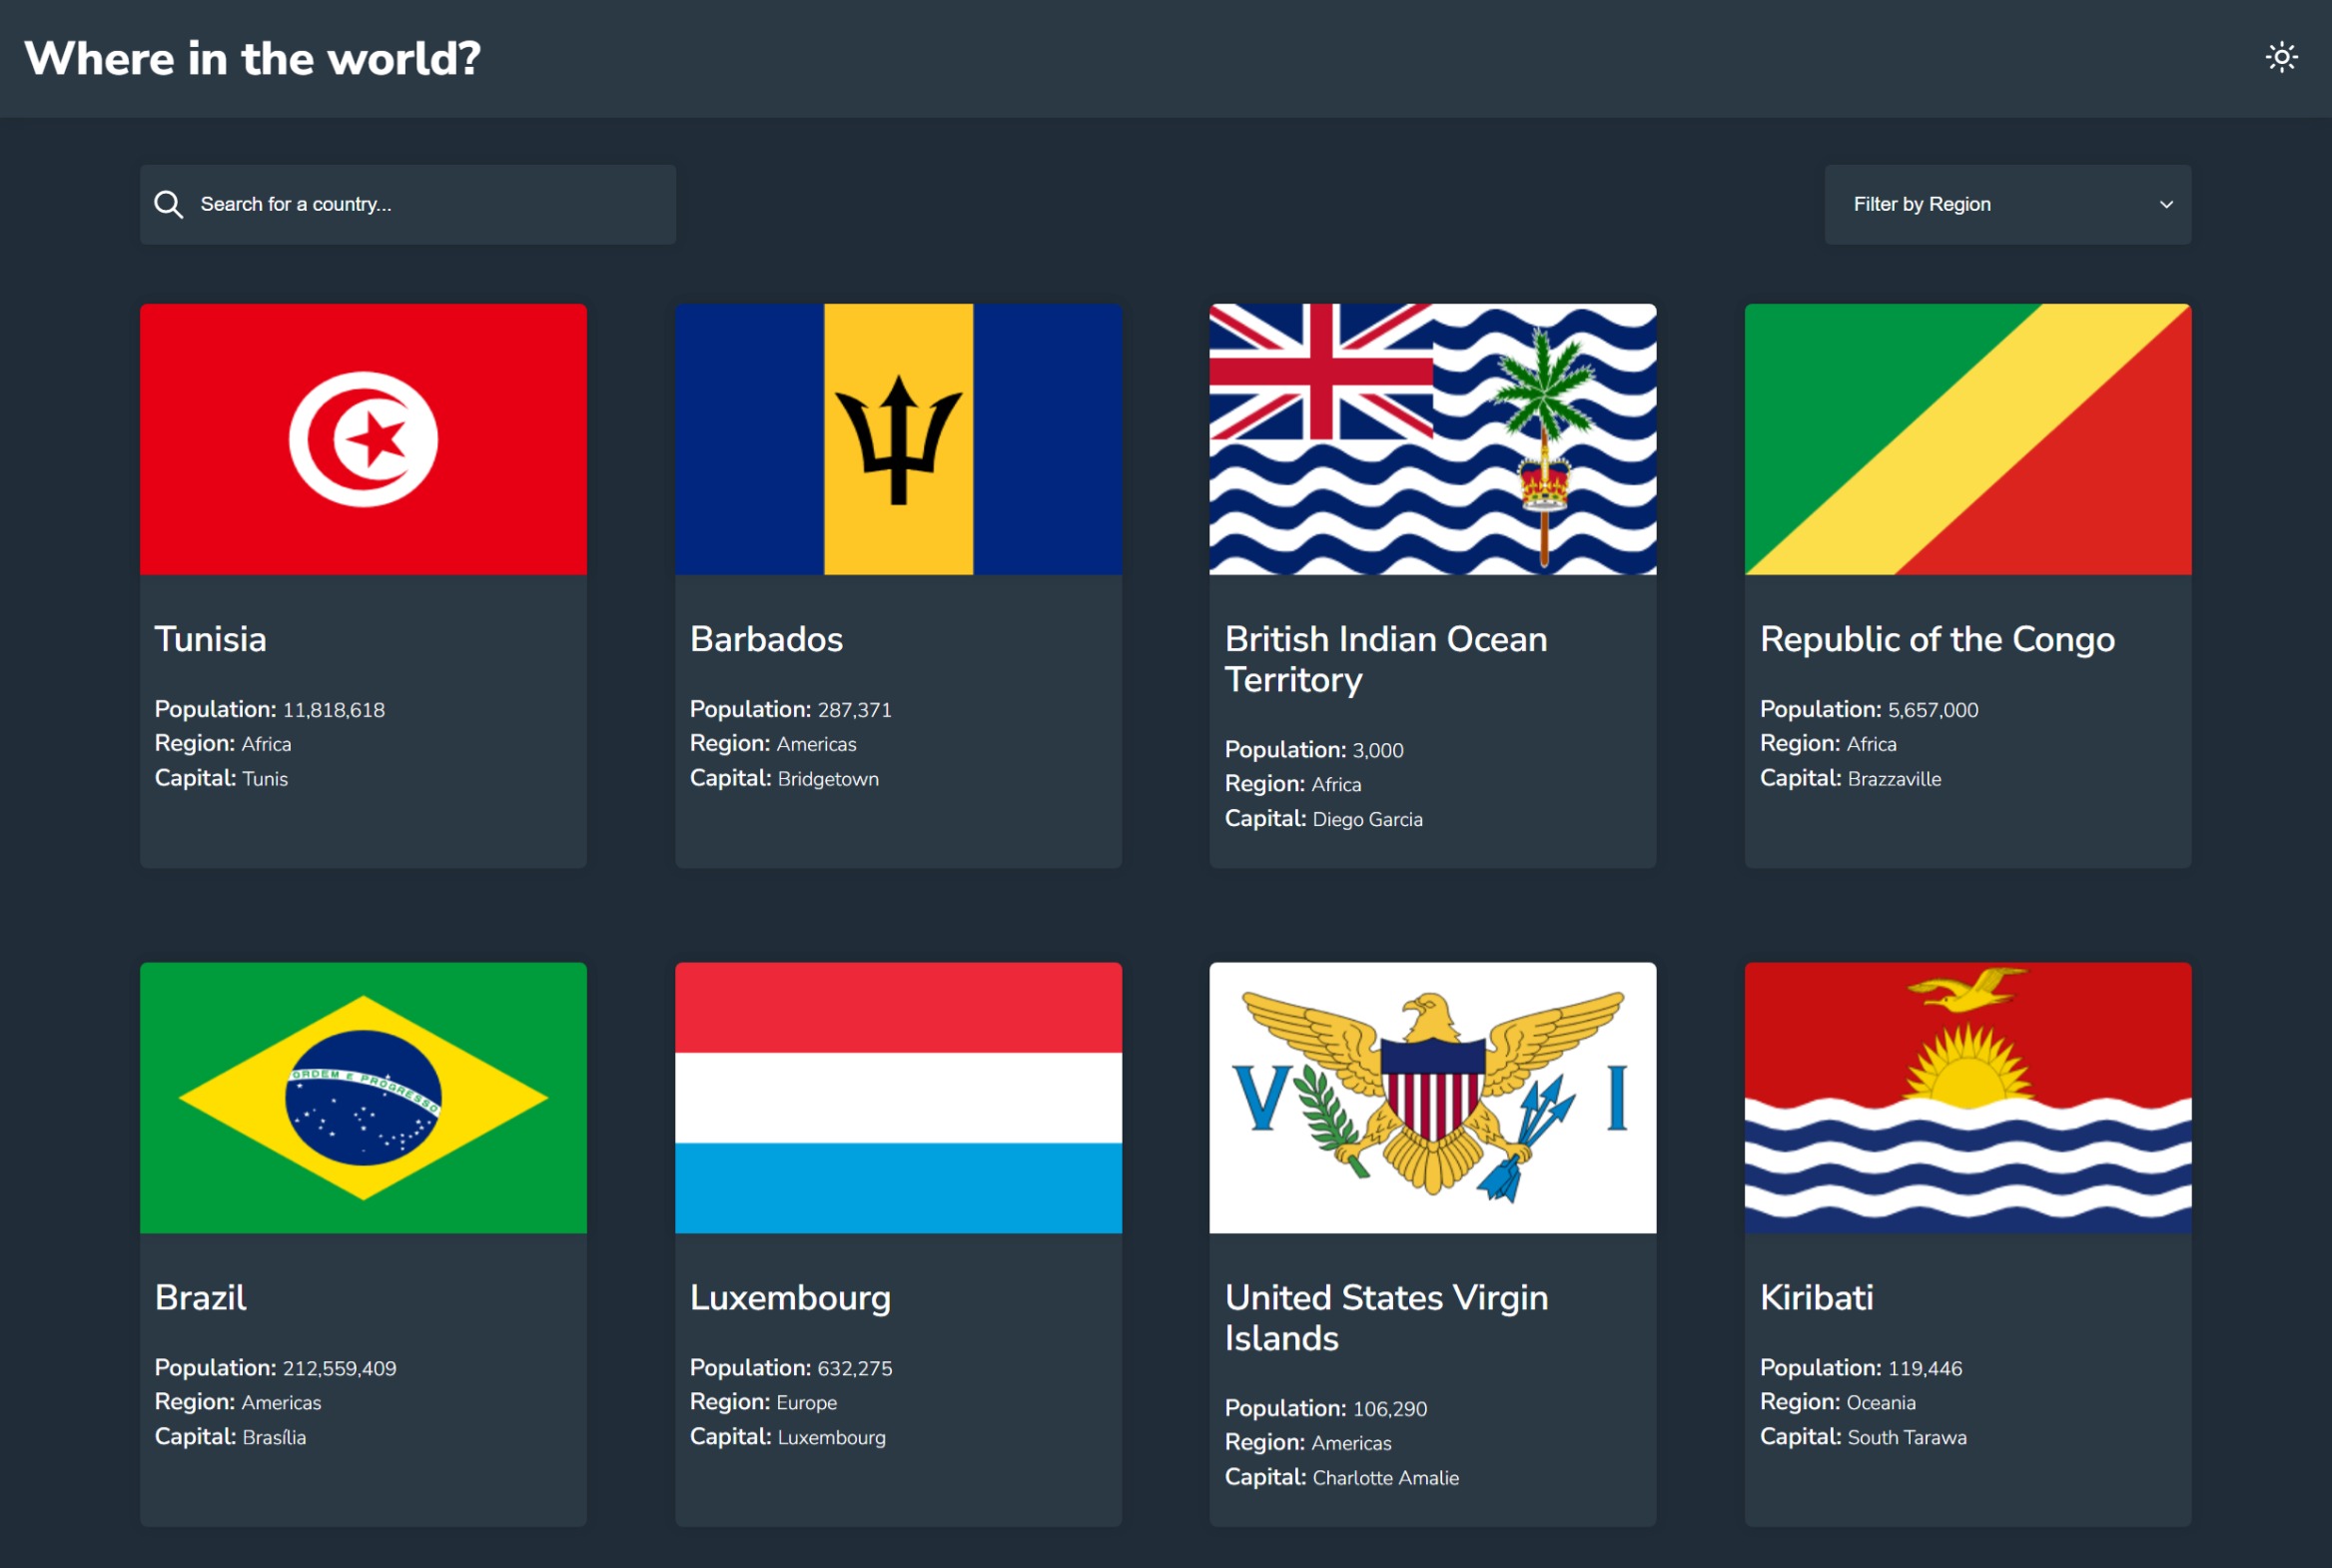 Where in the world?
Search for a country...
Filter by Region
Tunisia
Population: 11,818,618
Region: Africa
Capital: Tunis
Barbados
Population: 287,371
Region: Americas
Capital: Bridgetown
British Indian Ocean
Territory
Population: 3,000
Region: Africa
Capital: Diego Garcia
Republic of the Congo
Population: 5,657,000
Region: Africa
Capital: Brazzaville
ORDEM E PROGRESSO
Brazil
Population: 212,559,409
Region: Americas
Capital: Brasília
Luxembourg
Population: 632,275
Region: Europe
Capital: Luxembourg
V I
United States Virgin
Islands
Population: 106,290
Region: Americas
Capital: Charlotte Amalie
Kiribati
Population: 119,446
Region: Oceania
Capital: South Tarawa